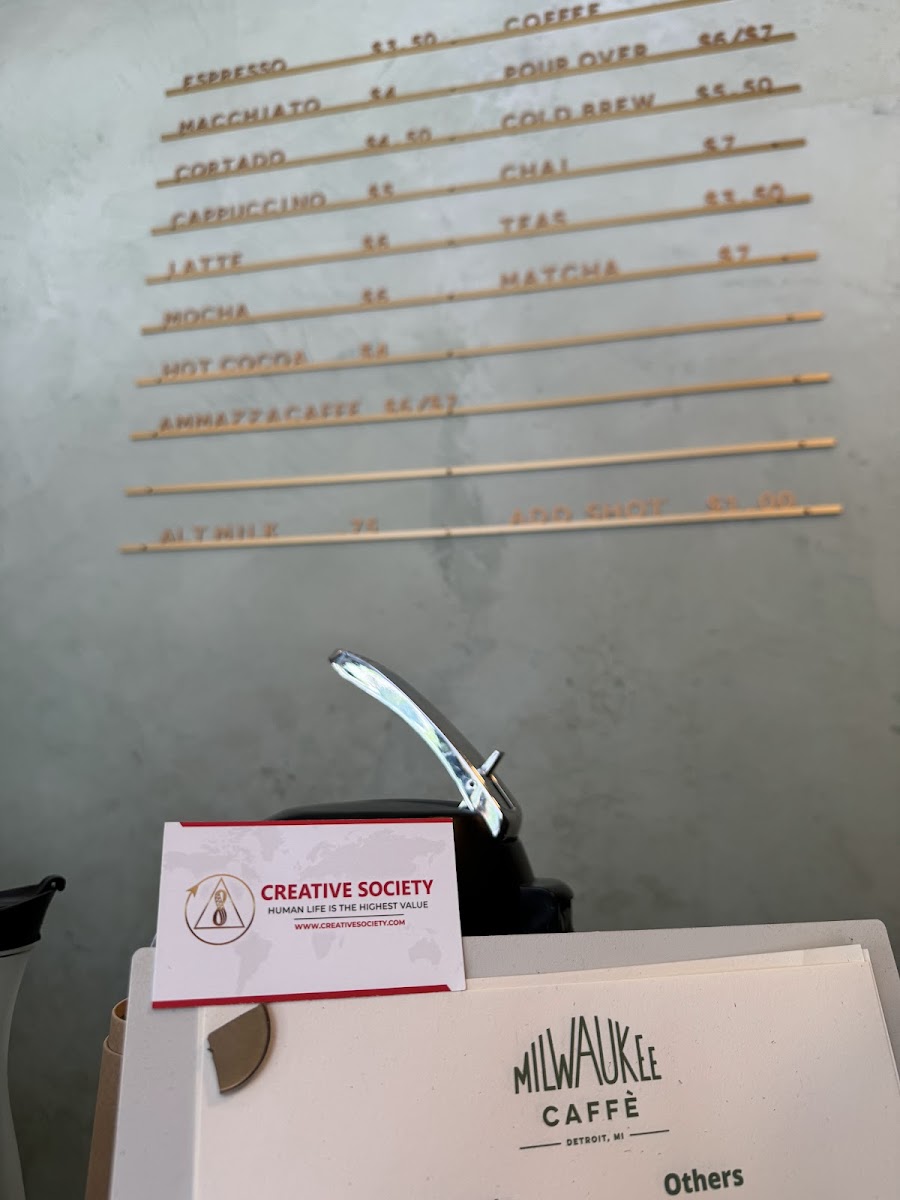 COFFEE
ESPRESSO $3.50
POUR OVER $6/$7
MACCHIATO $4
COLD BREW $5.50
CORTADO $4.50
CHAI $7
CAPPUCCINO $5
TEAS $3.50
LATTE $6
MATCHA $7
MOCHA $6
HOT COCOA $4
AMMAZZACAFFE $6/$7
ALT MILK 75
ADD SHOT $1.00
CREATIVE SOCIETY
HUMAN LIFE IS THE HIGHEST VALUE
WWW.CREATIVESOCIETY.COM
MILWAUKEE
CAFFÈ
DETROIT, MI
Others